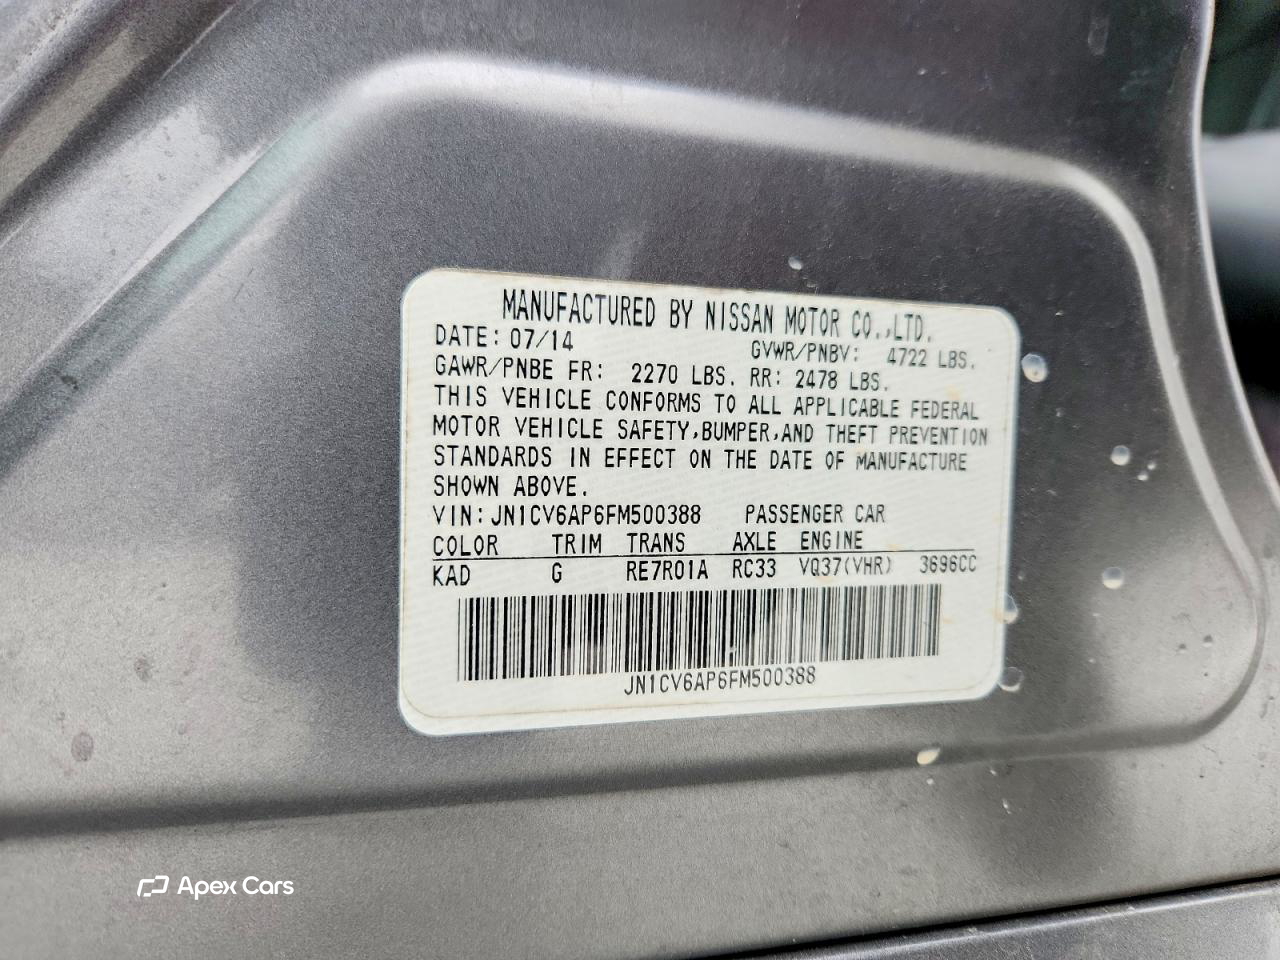 MANUFACTURED BY NISSAN MOTOR CO.,LTD.
DATE: 07/14 GVWR/PNBV: 4722 LBS.
GAWR/PNBE FR: 2270 LBS. RR: 2478 LBS.
THIS VEHICLE CONFORMS TO ALL APPLICABLE FEDERAL
MOTOR VEHICLE SAFETY,BUMPER,AND THEFT PREVENTION
STANDARDS IN EFFECT ON THE DATE OF MANUFACTURE
SHOWN ABOVE.
VIN: JN1CV6AP6FM500388 PASSENGER CAR
COLOR TRIM TRANS AXLE ENGINE
KAD G RE7R01A RC33 VQ37(VHR) 3696CC
JN1CV6AP6FM500388
Apex Cars